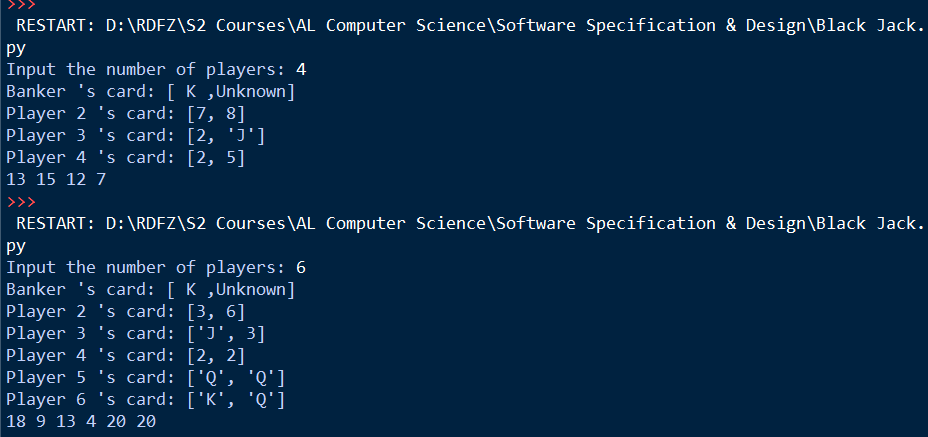 >>>
 RESTART: D:\RDFZ\S2 Courses\AL Computer Science\Software Specification & Design\Black Jack.
py
Input the number of players: 4
Banker 's card: [ K ,Unknown]
Player 2 's card: [7, 8]
Player 3 's card: [2, 'J']
Player 4 's card: [2, 5]
13 15 12 7
>>>
 RESTART: D:\RDFZ\S2 Courses\AL Computer Science\Software Specification & Design\Black Jack.
py
Input the number of players: 6
Banker 's card: [ K ,Unknown]
Player 2 's card: [3, 6]
Player 3 's card: ['J', 3]
Player 4 's card: [2, 2]
Player 5 's card: ['Q', 'Q']
Player 6 's card: ['K', 'Q']
18 9 13 4 20 20